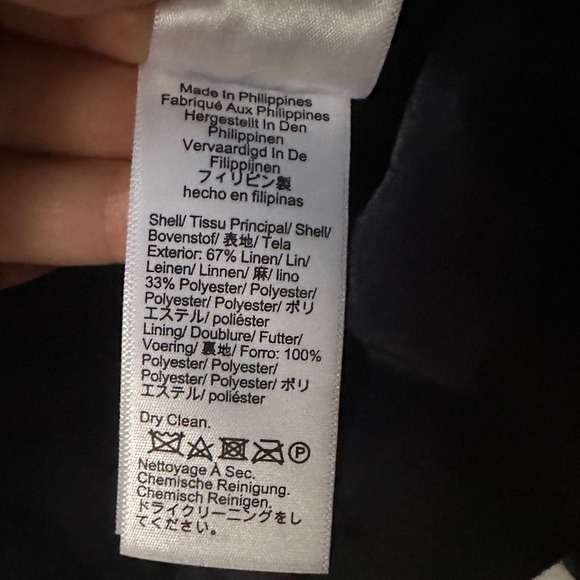 Made In Philippines
Fabriqué Aux Philippines
Hergestellt In Den
Philippinen
Vervaardigd In De
Filippijnen
フィリピン製
hecho en filipinas
Shell/ Tissu Principal/ Shell/
Bovenstof/ 表地/ Tela
Exterior: 67% Linen/ Lin/
Leinen/ Linnen/ 麻/ lino
33% Polyester/ Polyester/
Polyester/ Polyester/ ポリ
エステル/ poliéster
Lining/ Doublure/ Futter/
Voering/ 裏地/ Forro: 100%
Polyester/ Polyester/
Polyester/ Polyester/ ポリ
エステル/ poliéster
Dry Clean.
P
Nettoyage À Sec.
Chemische Reinigung.
Chemisch Reinigen.
ドライクリーニングをし
てください。